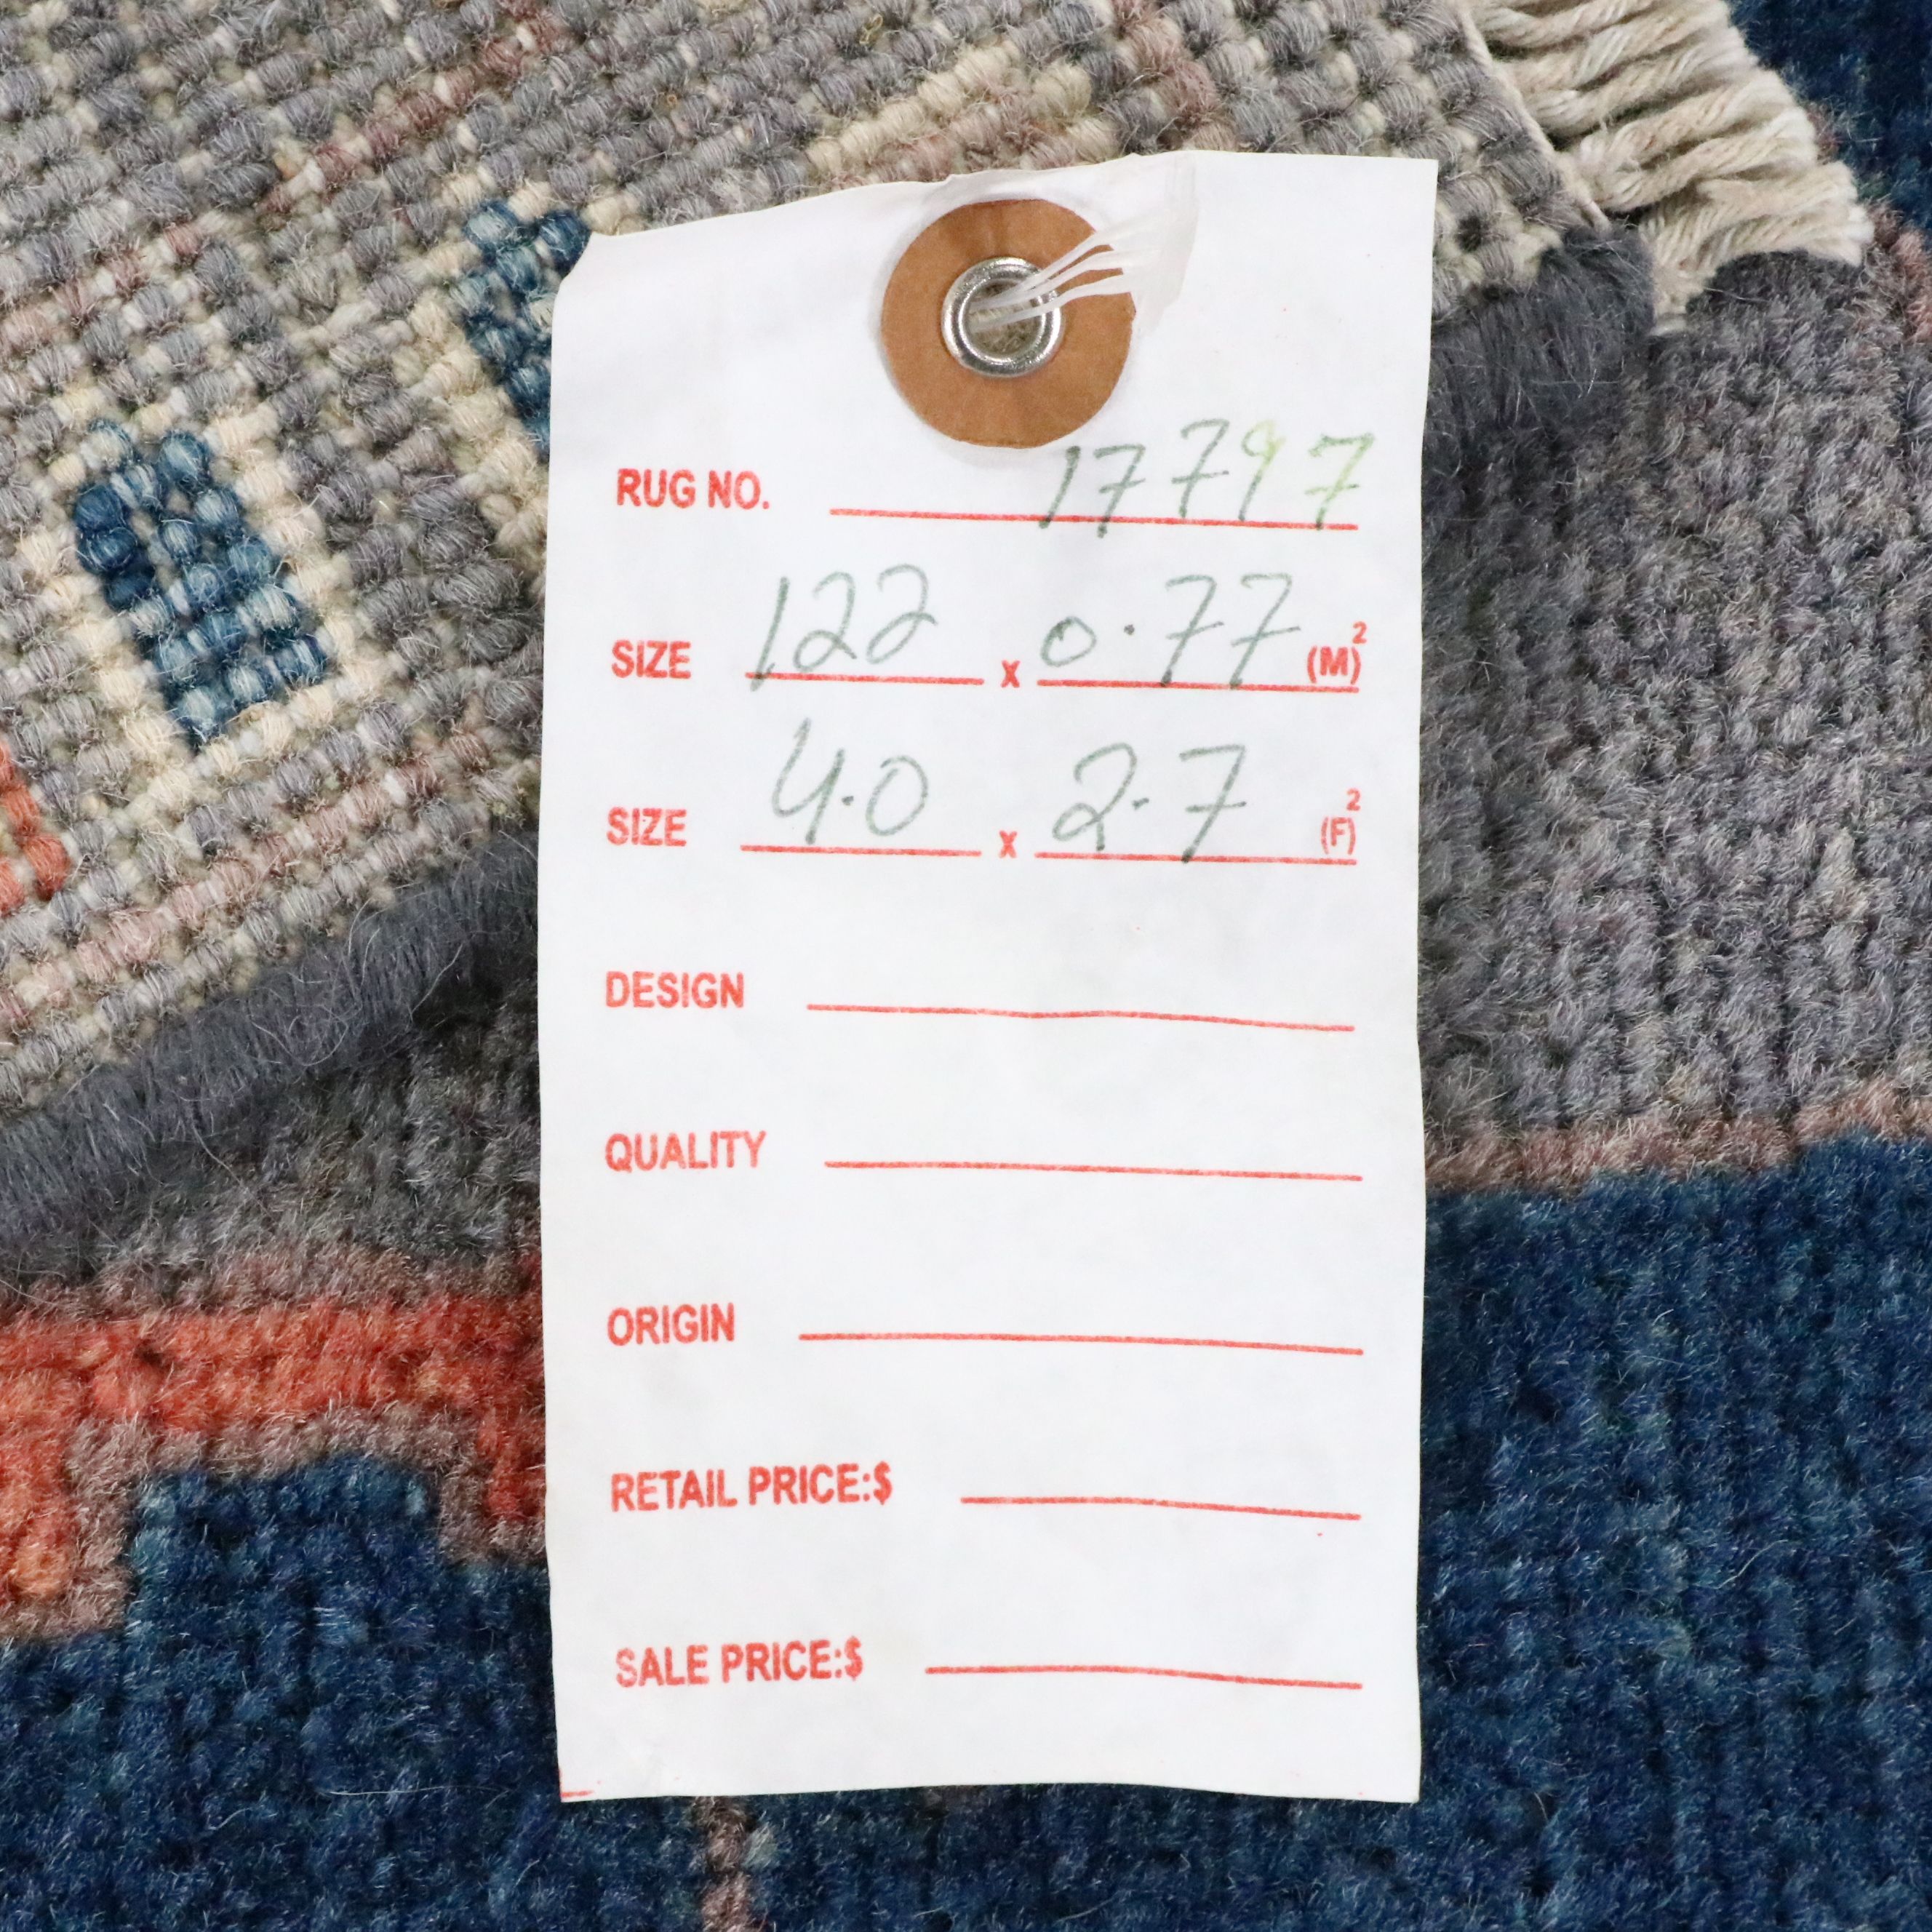 RUG NO. 17797
SIZE 122 x 0.77 (M)²
SIZE 4.0 x 2.7 (F)²
DESIGN
QUALITY
ORIGIN
RETAIL PRICE:$
SALE PRICE:$